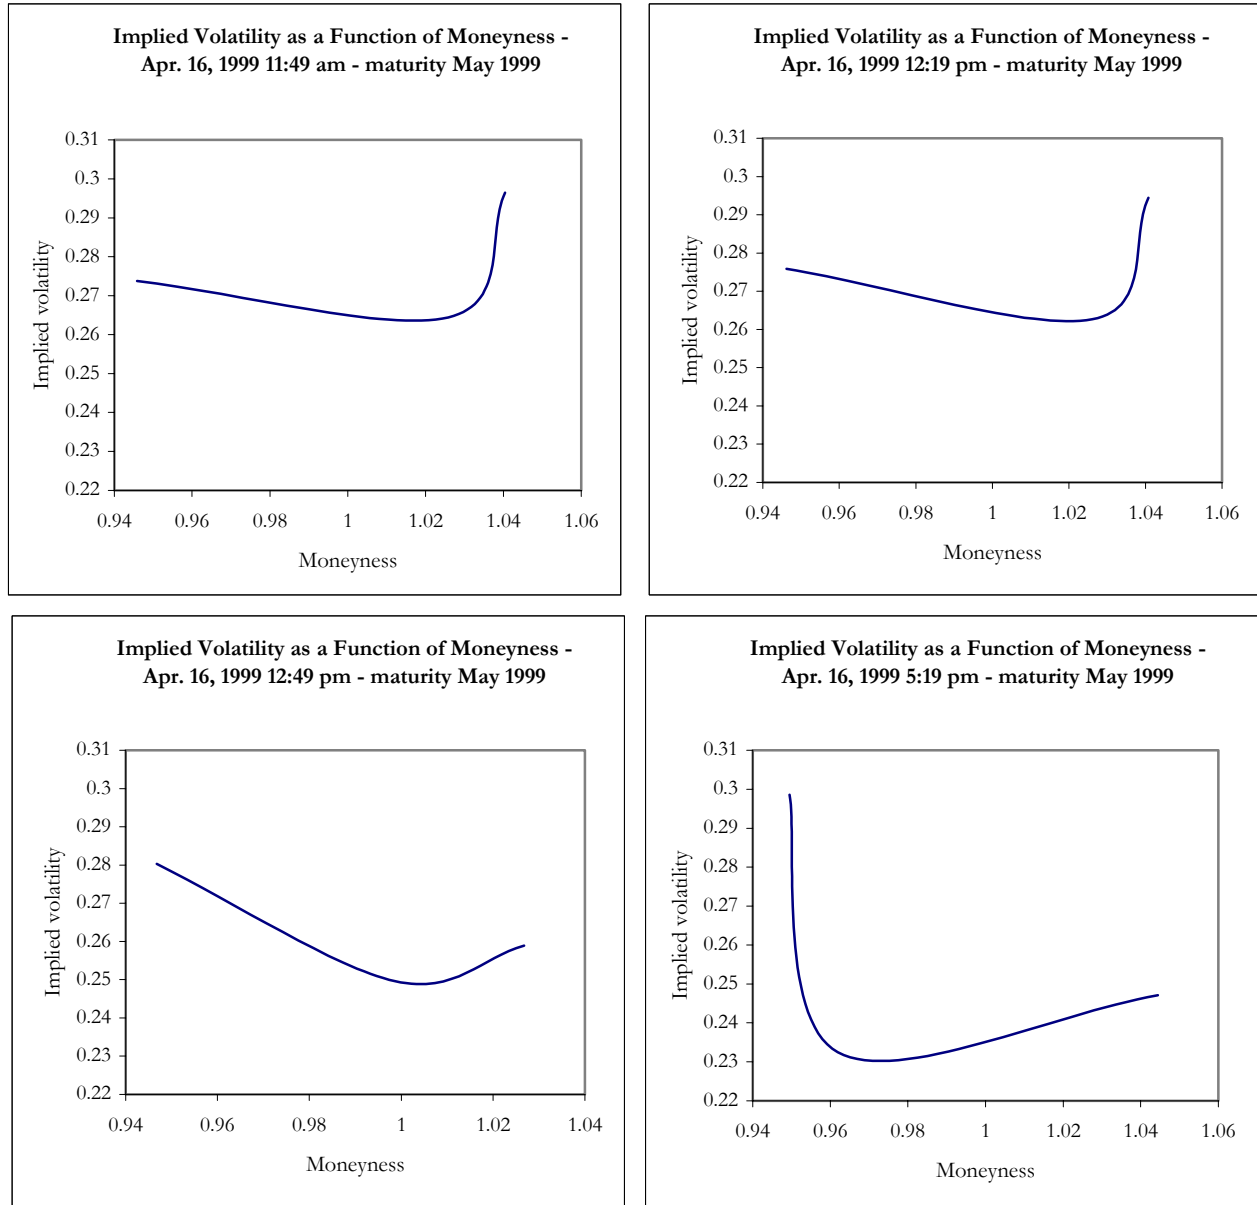 Implied Volatility as a Function of Moneyness -
Apr. 16, 1999 11:49 am - maturity May 1999
0.31
0.3
0.29
0.28
0.27
0.26
0.25
0.24
0.23
0.22
Implied volatility
0.94 0.96 0.98 1 1.02 1.04 1.06
Moneyness
Implied Volatility as a Function of Moneyness -
Apr. 16, 1999 12:19 pm - maturity May 1999
0.31
0.3
0.29
0.28
0.27
0.26
0.25
0.24
0.23
0.22
Implied volatility
0.94 0.96 0.98 1 1.02 1.04 1.06
Moneyness
Implied Volatility as a Function of Moneyness -
Apr. 16, 1999 12:49 pm - maturity May 1999
0.31
0.3
0.29
0.28
0.27
0.26
0.25
0.24
0.23
0.22
Implied volatility
0.94 0.96 0.98 1 1.02 1.04
Moneyness
Implied Volatility as a Function of Moneyness -
Apr. 16, 1999 5:19 pm - maturity May 1999
0.31
0.3
0.29
0.28
0.27
0.26
0.25
0.24
0.23
0.22
Implied volatility
0.94 0.96 0.98 1 1.02 1.04 1.06
Moneyness